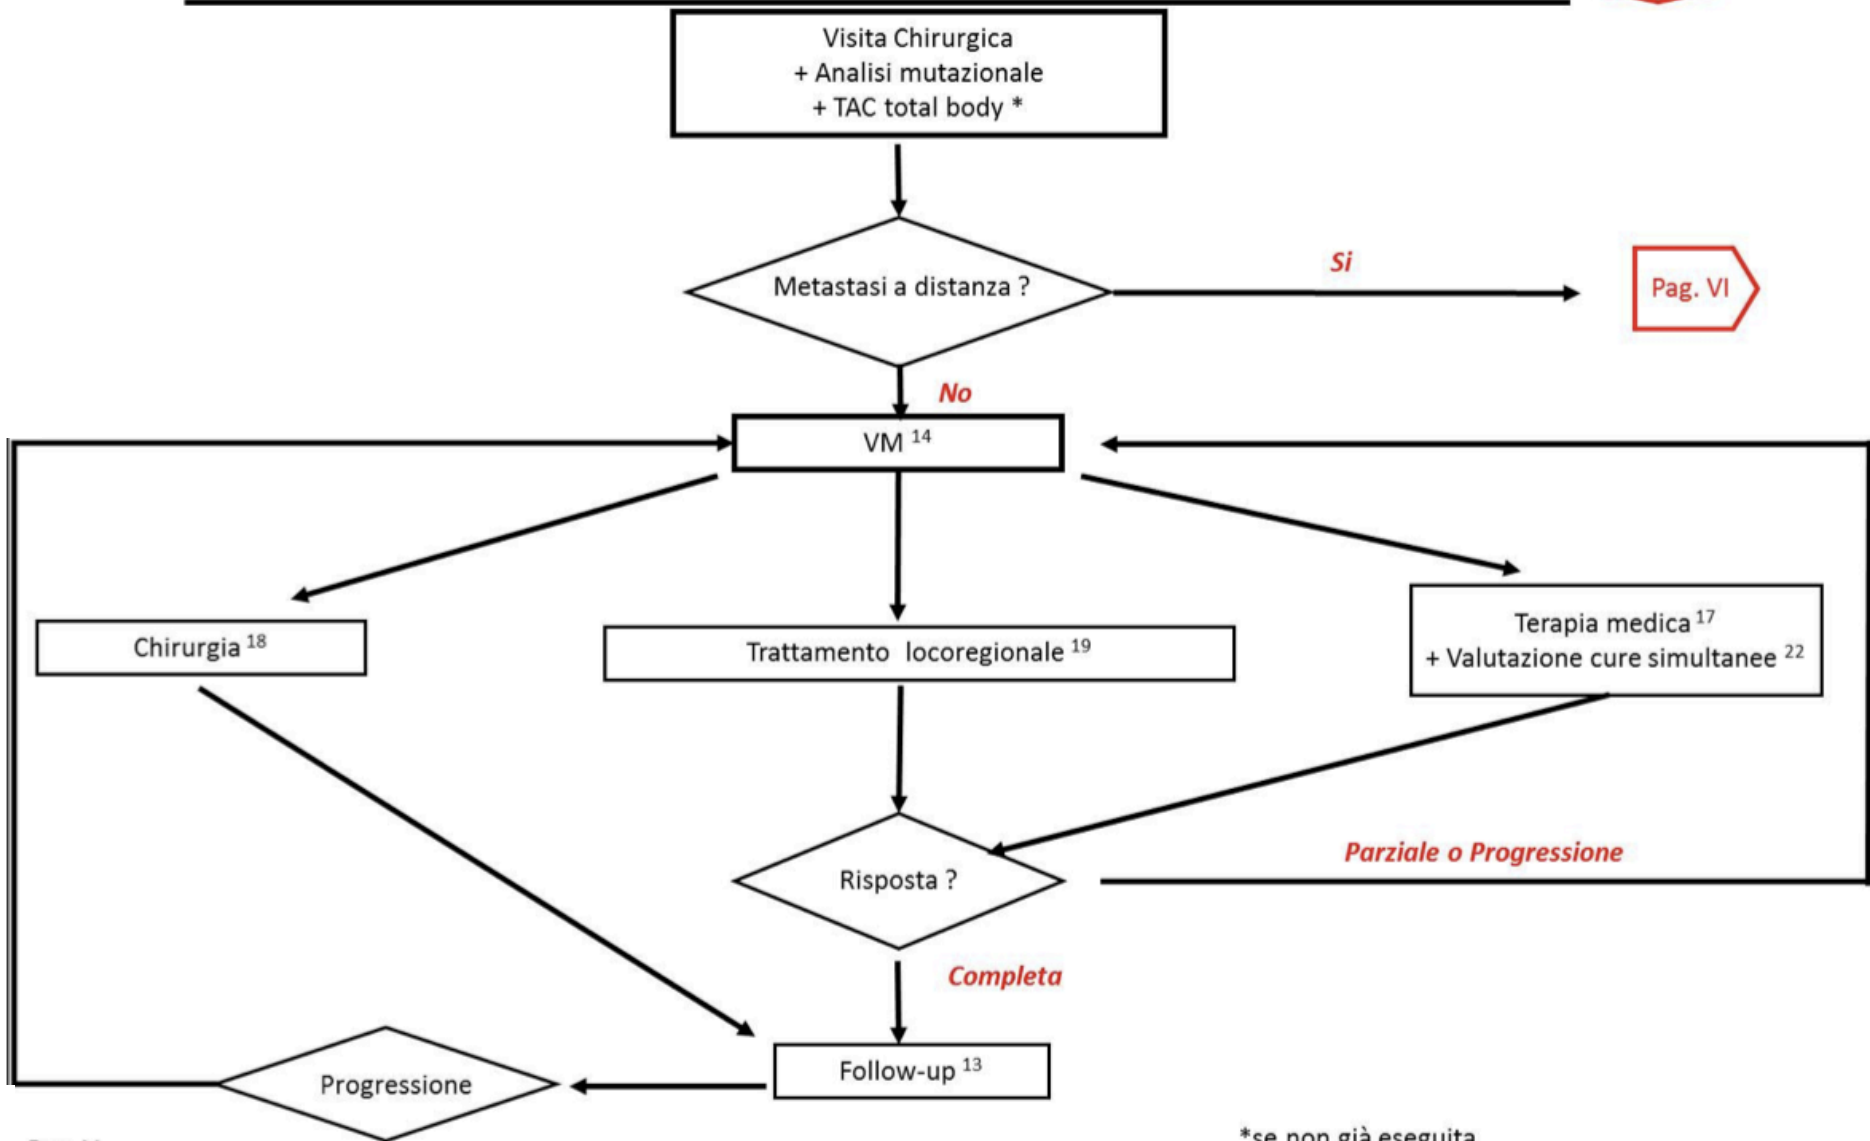 Visita Chirurgica
+ Analisi mutazionale
+ TAC total body *
Metastasi a distanza ?
Si
Pag. VI
No
VM 14
Chirurgia 18
Trattamento locoregionale 19
Terapia medica 17
+ Valutazione cure simultanee 22
Risposta ?
Parziale o Progressione
Completa
Follow-up 13
Progressione
*se non già eseguita